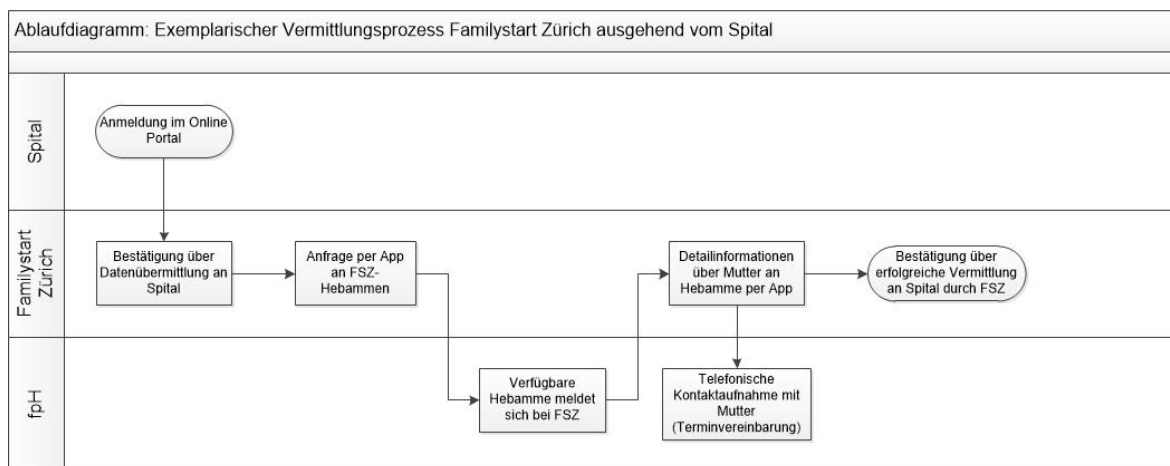 Ablaufdiagramm: Exemplarischer Vermittlungsprozess Familystart Zürich ausgehend vom Spital
Spital
Anmeldung im Online
Portal
Familystart
Zürich
Bestätigung über
Datenübermittlung an
Spital
Anfrage per App
an FSZ-
Hebammen
Detailinformationen
über Mutter an
Hebamme per App
Bestätigung über
erfolgreiche Vermittlung
an Spital durch FSZ
fpH
Verfügbare
Hebamme meldet
sich bei FSZ
Telefonische
Kontaktaufnahme mit
Mutter
(Terminvereinbarung)